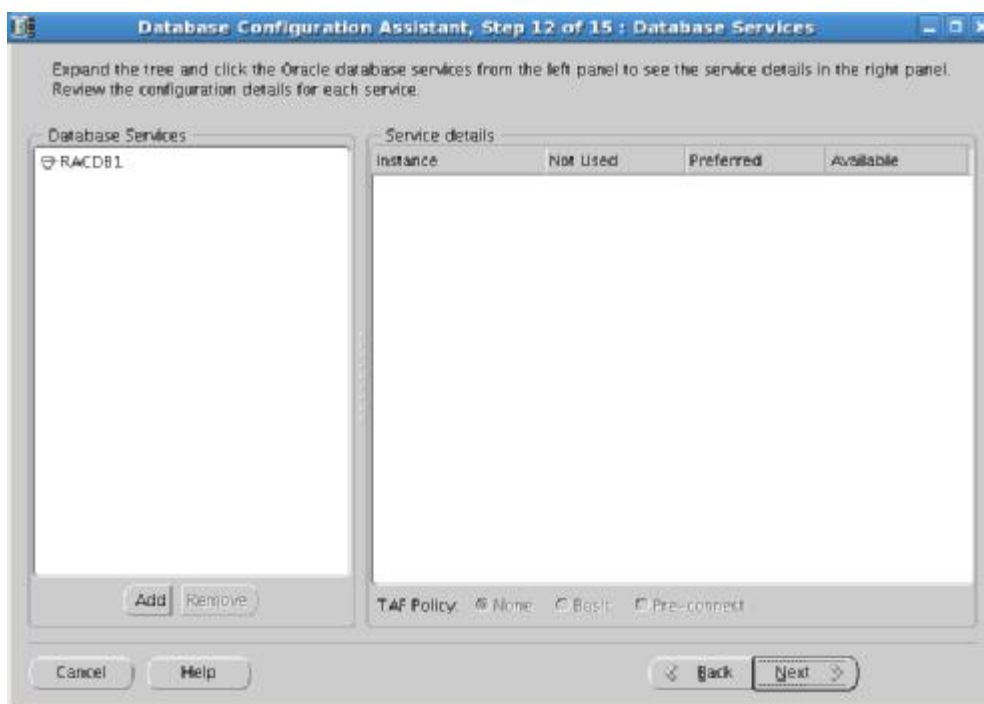 Database Configuration Assistant, Step 12 of 15 : Database Services
Expand the tree and click the Oracle database services from the left panel to see the service details in the right panel.
Review the configuration details for each service.
Database Services
Service details
RACDB1
Instance Not Used Preferred Available
Add Remove
TAF Policy: None Basic Pre-connect
Cancel Help Back Next